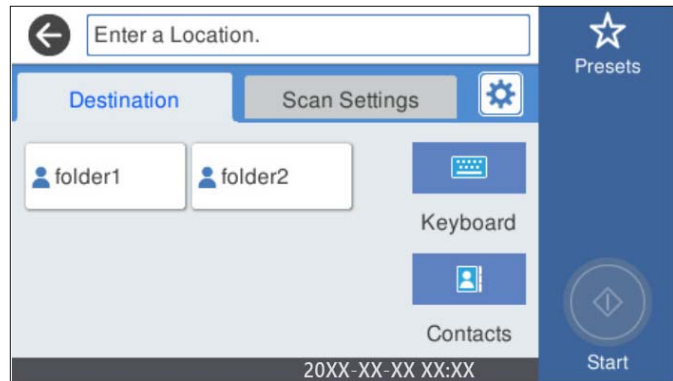 Enter a Location.
Presets
Destination
Scan Settings
folder1
folder2
Keyboard
Contacts
20XX-XX-XX XX:XX
Start